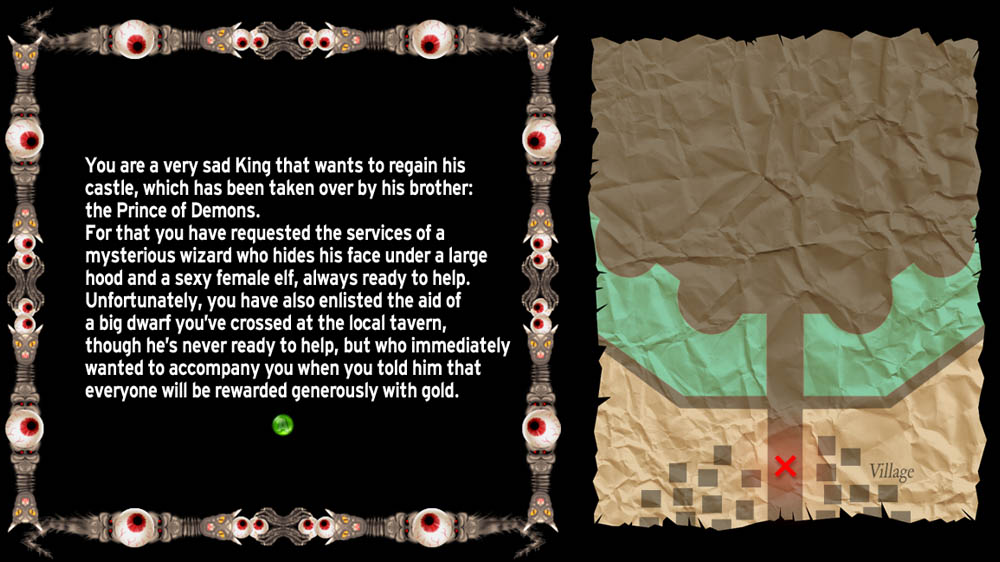 You are a very sad King that wants to regain his
castle, which has been taken over by his brother:
the Prince of Demons.
For that you have requested the services of a
mysterious wizard who hides his face under a large
hood and a sexy female elf, always ready to help.
Unfortunately, you have also enlisted the aid of
a big dwarf you've crossed at the local tavern,
though he's never ready to help, but who immediately
wanted to accompany you when you told him that
everyone will be rewarded generously with gold.
Village